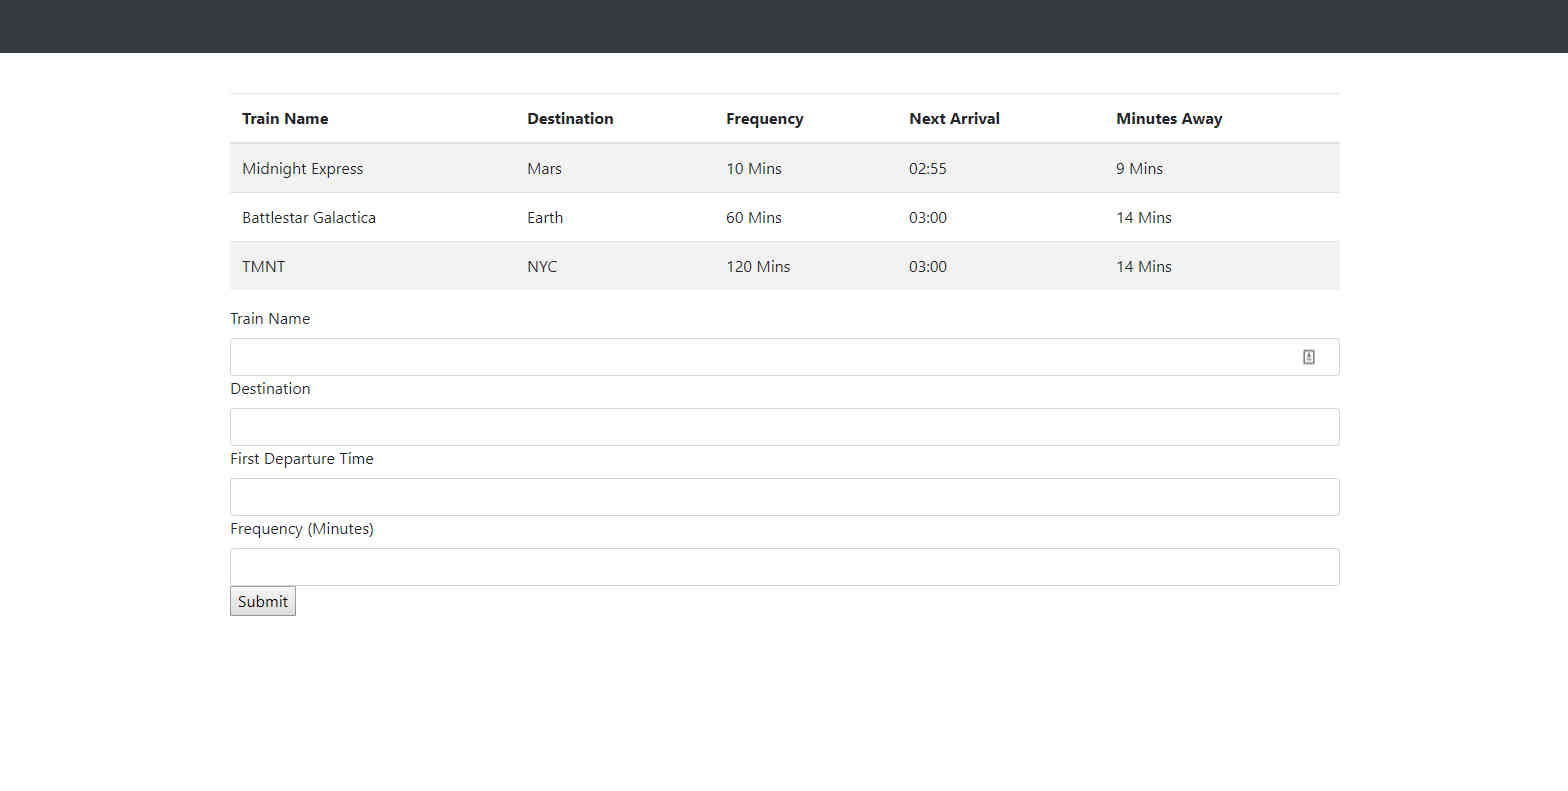 Train Name Destination Frequency Next Arrival Minutes Away
Midnight Express Mars 10 Mins 02:55 9 Mins
Battlestar Galactica Earth 60 Mins 03:00 14 Mins
TMNT NYC 120 Mins 03:00 14 Mins
Train Name
Destination
First Departure Time
Frequency (Minutes)
Submit